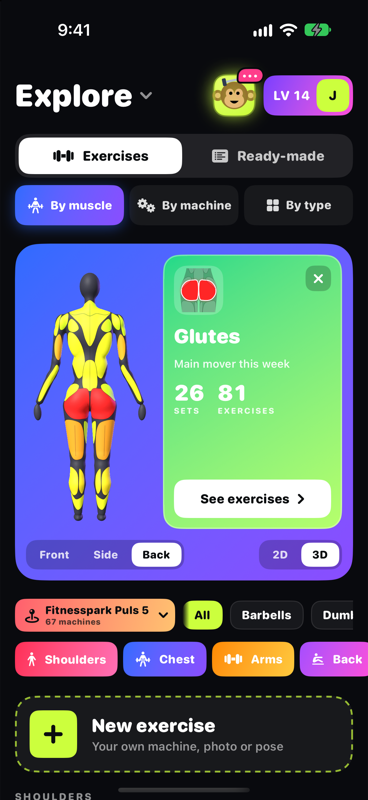 9:41
Explore
LV 14 J
Exercises
Ready-made
By muscle
By machine
By type
Glutes
Main mover this week
26 81
SETS EXERCISES
See exercises
Front Side Back
2D 3D
Fitnesspark Puls 5
67 machines
All
Barbells
Dumb
Shoulders
Chest
Arms
Back
New exercise
Your own machine, photo or pose
SHOULDERS